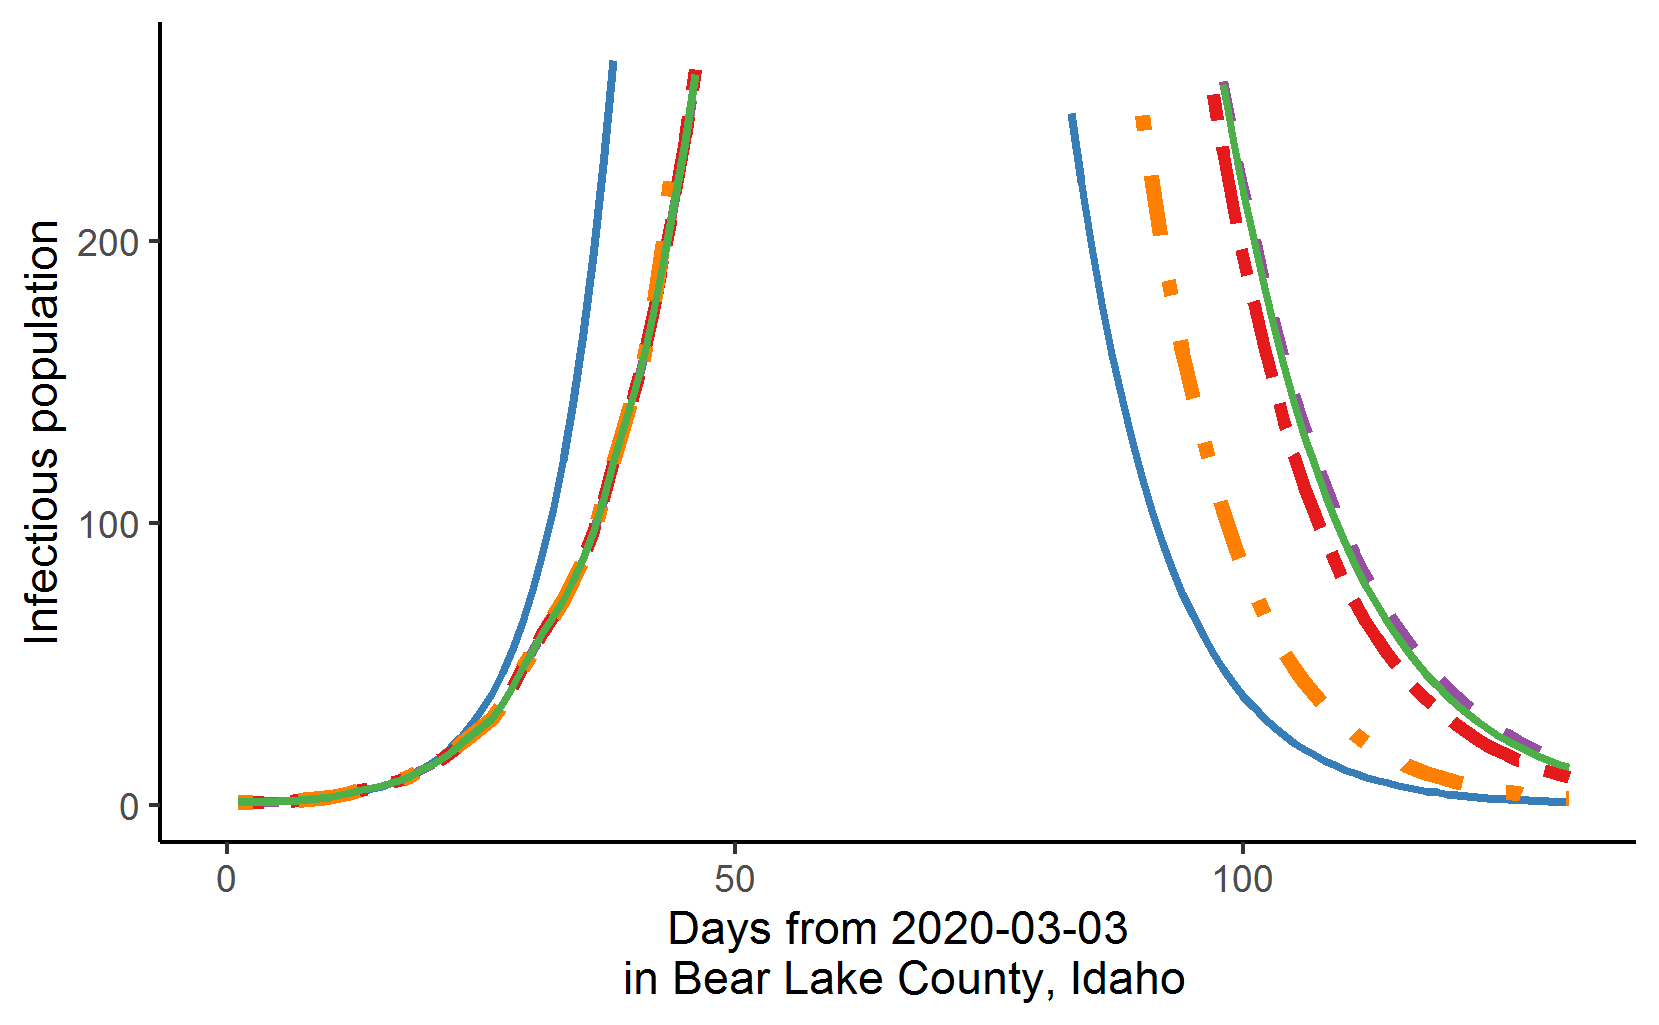 Infectious population
200
100
0
0
50
100
Days from 2020-03-03
in Bear Lake County, Idaho